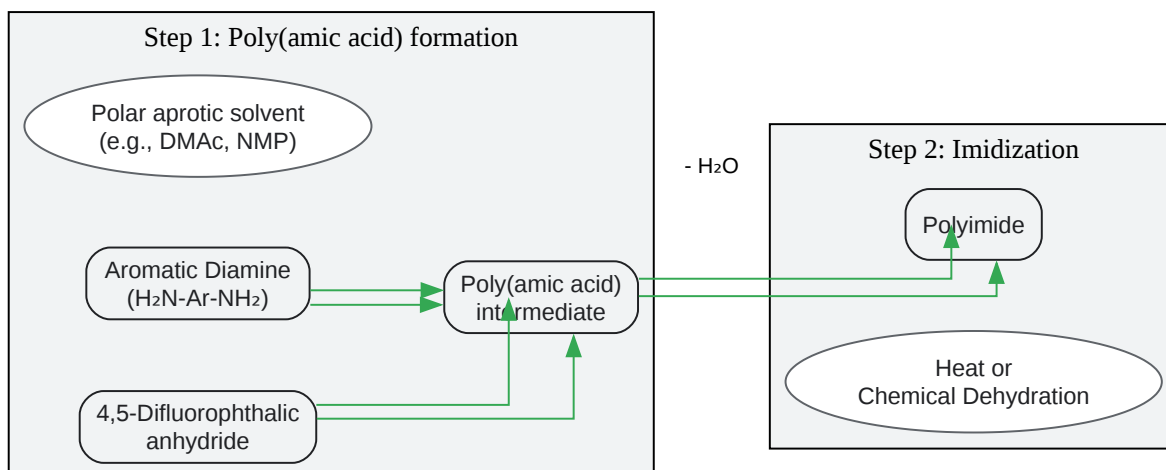 Step 1: Poly(amic acid) formation
Polar aprotic solvent
(e.g., DMAc, NMP)
Aromatic Diamine
(H₂N-Ar-NH₂)
4,5-Difluorophthalic
anhydride
Poly(amic acid)
intermediate
- H₂O
Step 2: Imidization
Polyimide
Heat or
Chemical Dehydration